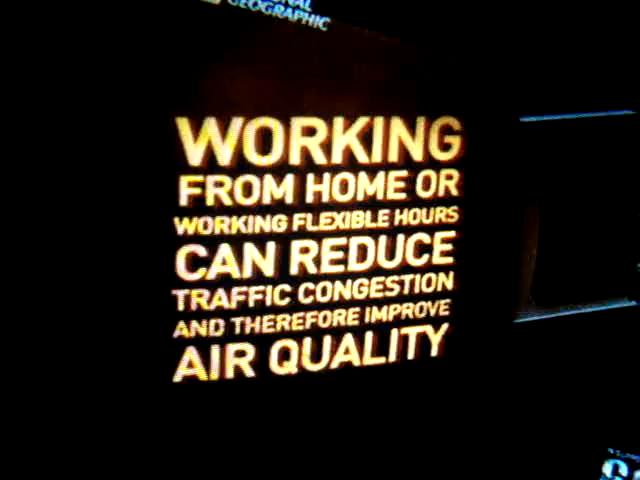 GEOGRAPHIC
WORKING
FROM HOME OR
WORKING FLEXIBLE HOURS
CAN REDUCE
TRAFFIC CONGESTION
AND THEREFORE IMPROVE
AIR QUALITY